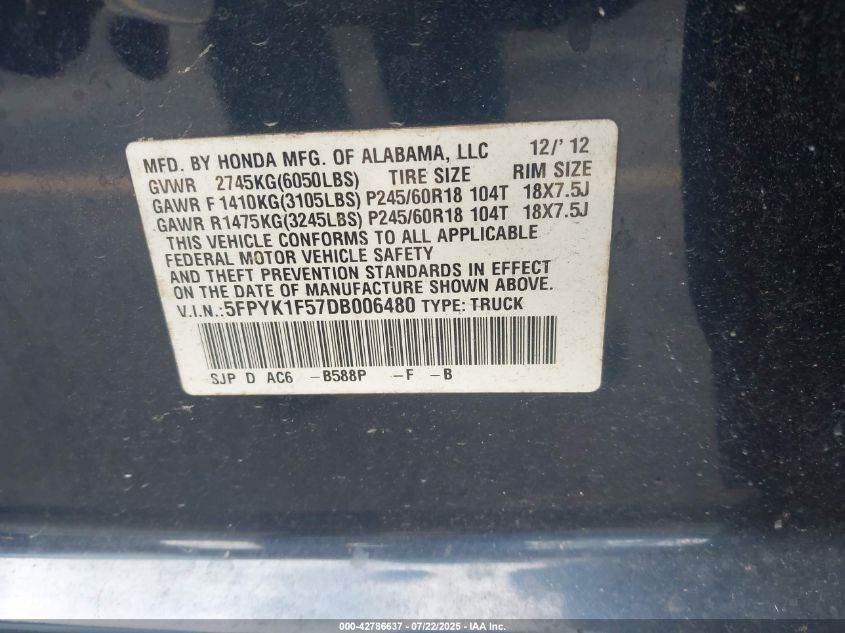 MFD. BY HONDA MFG. OF ALABAMA, LLC 12/' 12
GVWR 2745KG(6050LBS) TIRE SIZE RIM SIZE
GAWR F 1410KG(3105LBS) P245/60R18 104T 18X7.5J
GAWR R1475KG(3245LBS) P245/60R18 104T 18X7.5J
THIS VEHICLE CONFORMS TO ALL APPLICABLE
FEDERAL MOTOR VEHICLE SAFETY
AND THEFT PREVENTION STANDARDS IN EFFECT
ON THE DATE OF MANUFACTURE SHOWN ABOVE.
V.I.N.:5FPYK1F57DB006480 TYPE: TRUCK
SJP D AC6 -B588P -F -B
000-42786637 - 07/22/2025 - IAA Inc.